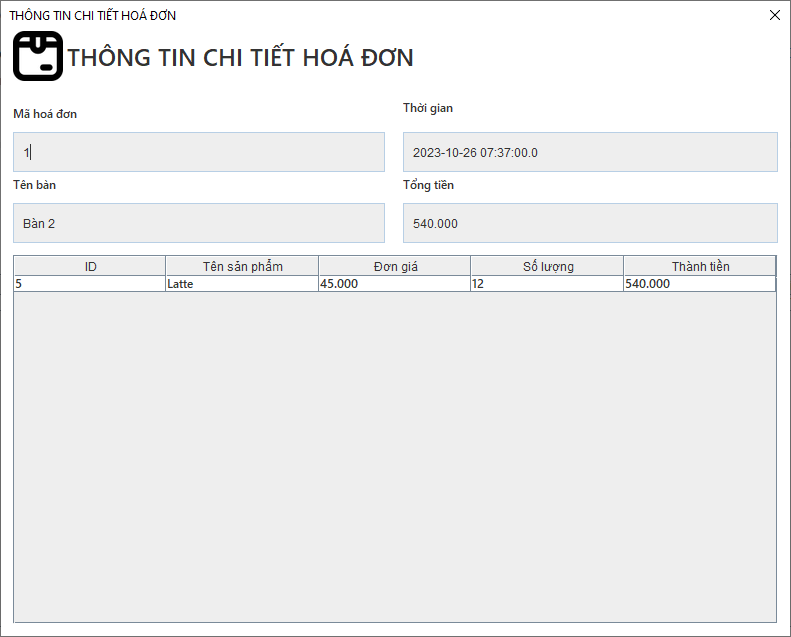 THÔNG TIN CHI TIẾT HOÁ ĐƠN
THÔNG TIN CHI TIẾT HOÁ ĐƠN
Mã hoá đơn
Thời gian
1
2023-10-26 07:37:00.0
Tên bàn
Tổng tiền
Bàn 2
540.000
ID Tên sản phẩm Đơn giá Số lượng Thành tiền
5 Latte 45.000 12 540.000